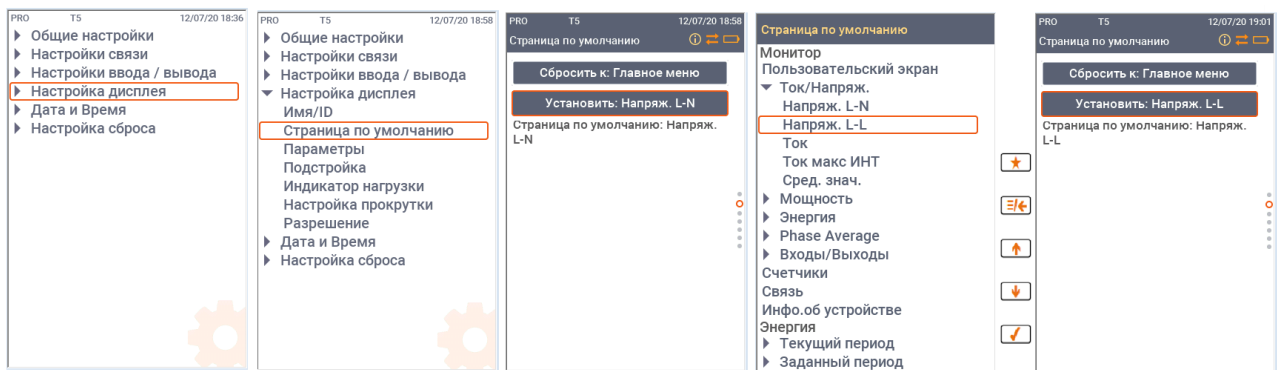 PRO T5 12/07/20 18:36
Общие настройки
Настройки связи
Настройки ввода / вывода
Настройка дисплея
Дата и Время
Настройка сброса
PRO T5 12/07/20 18:58
Общие настройки
Настройки связи
Настройки ввода / вывода
Настройка дисплея
Имя/ID
Страница по умолчанию
Параметры
Подстройка
Индикатор нагрузки
Настройка прокрутки
Разрешение
Дата и Время
Настройка сброса
PRO T5 12/07/20 18:58
Страница по умолчанию
Сбросить к: Главное меню
Установить: Напряж. L-N
Страница по умолчанию: Напряж.
L-N
Страница по умолчанию
Монитор
Пользовательский экран
Ток/Напряж.
Напряж. L-N
Напряж. L-L
Ток
Ток макс ИНТ
Сред. знач.
Мощность
Энергия
Phase Average
Входы/Выходы
Счетчики
Связь
Инфо.об устройстве
Энергия
Текущий период
Заданный период
PRO T5 12/07/20 19:01
Страница по умолчанию
Сбросить к: Главное меню
Установить: Напряж. L-L
Страница по умолчанию: Напряж.
L-L